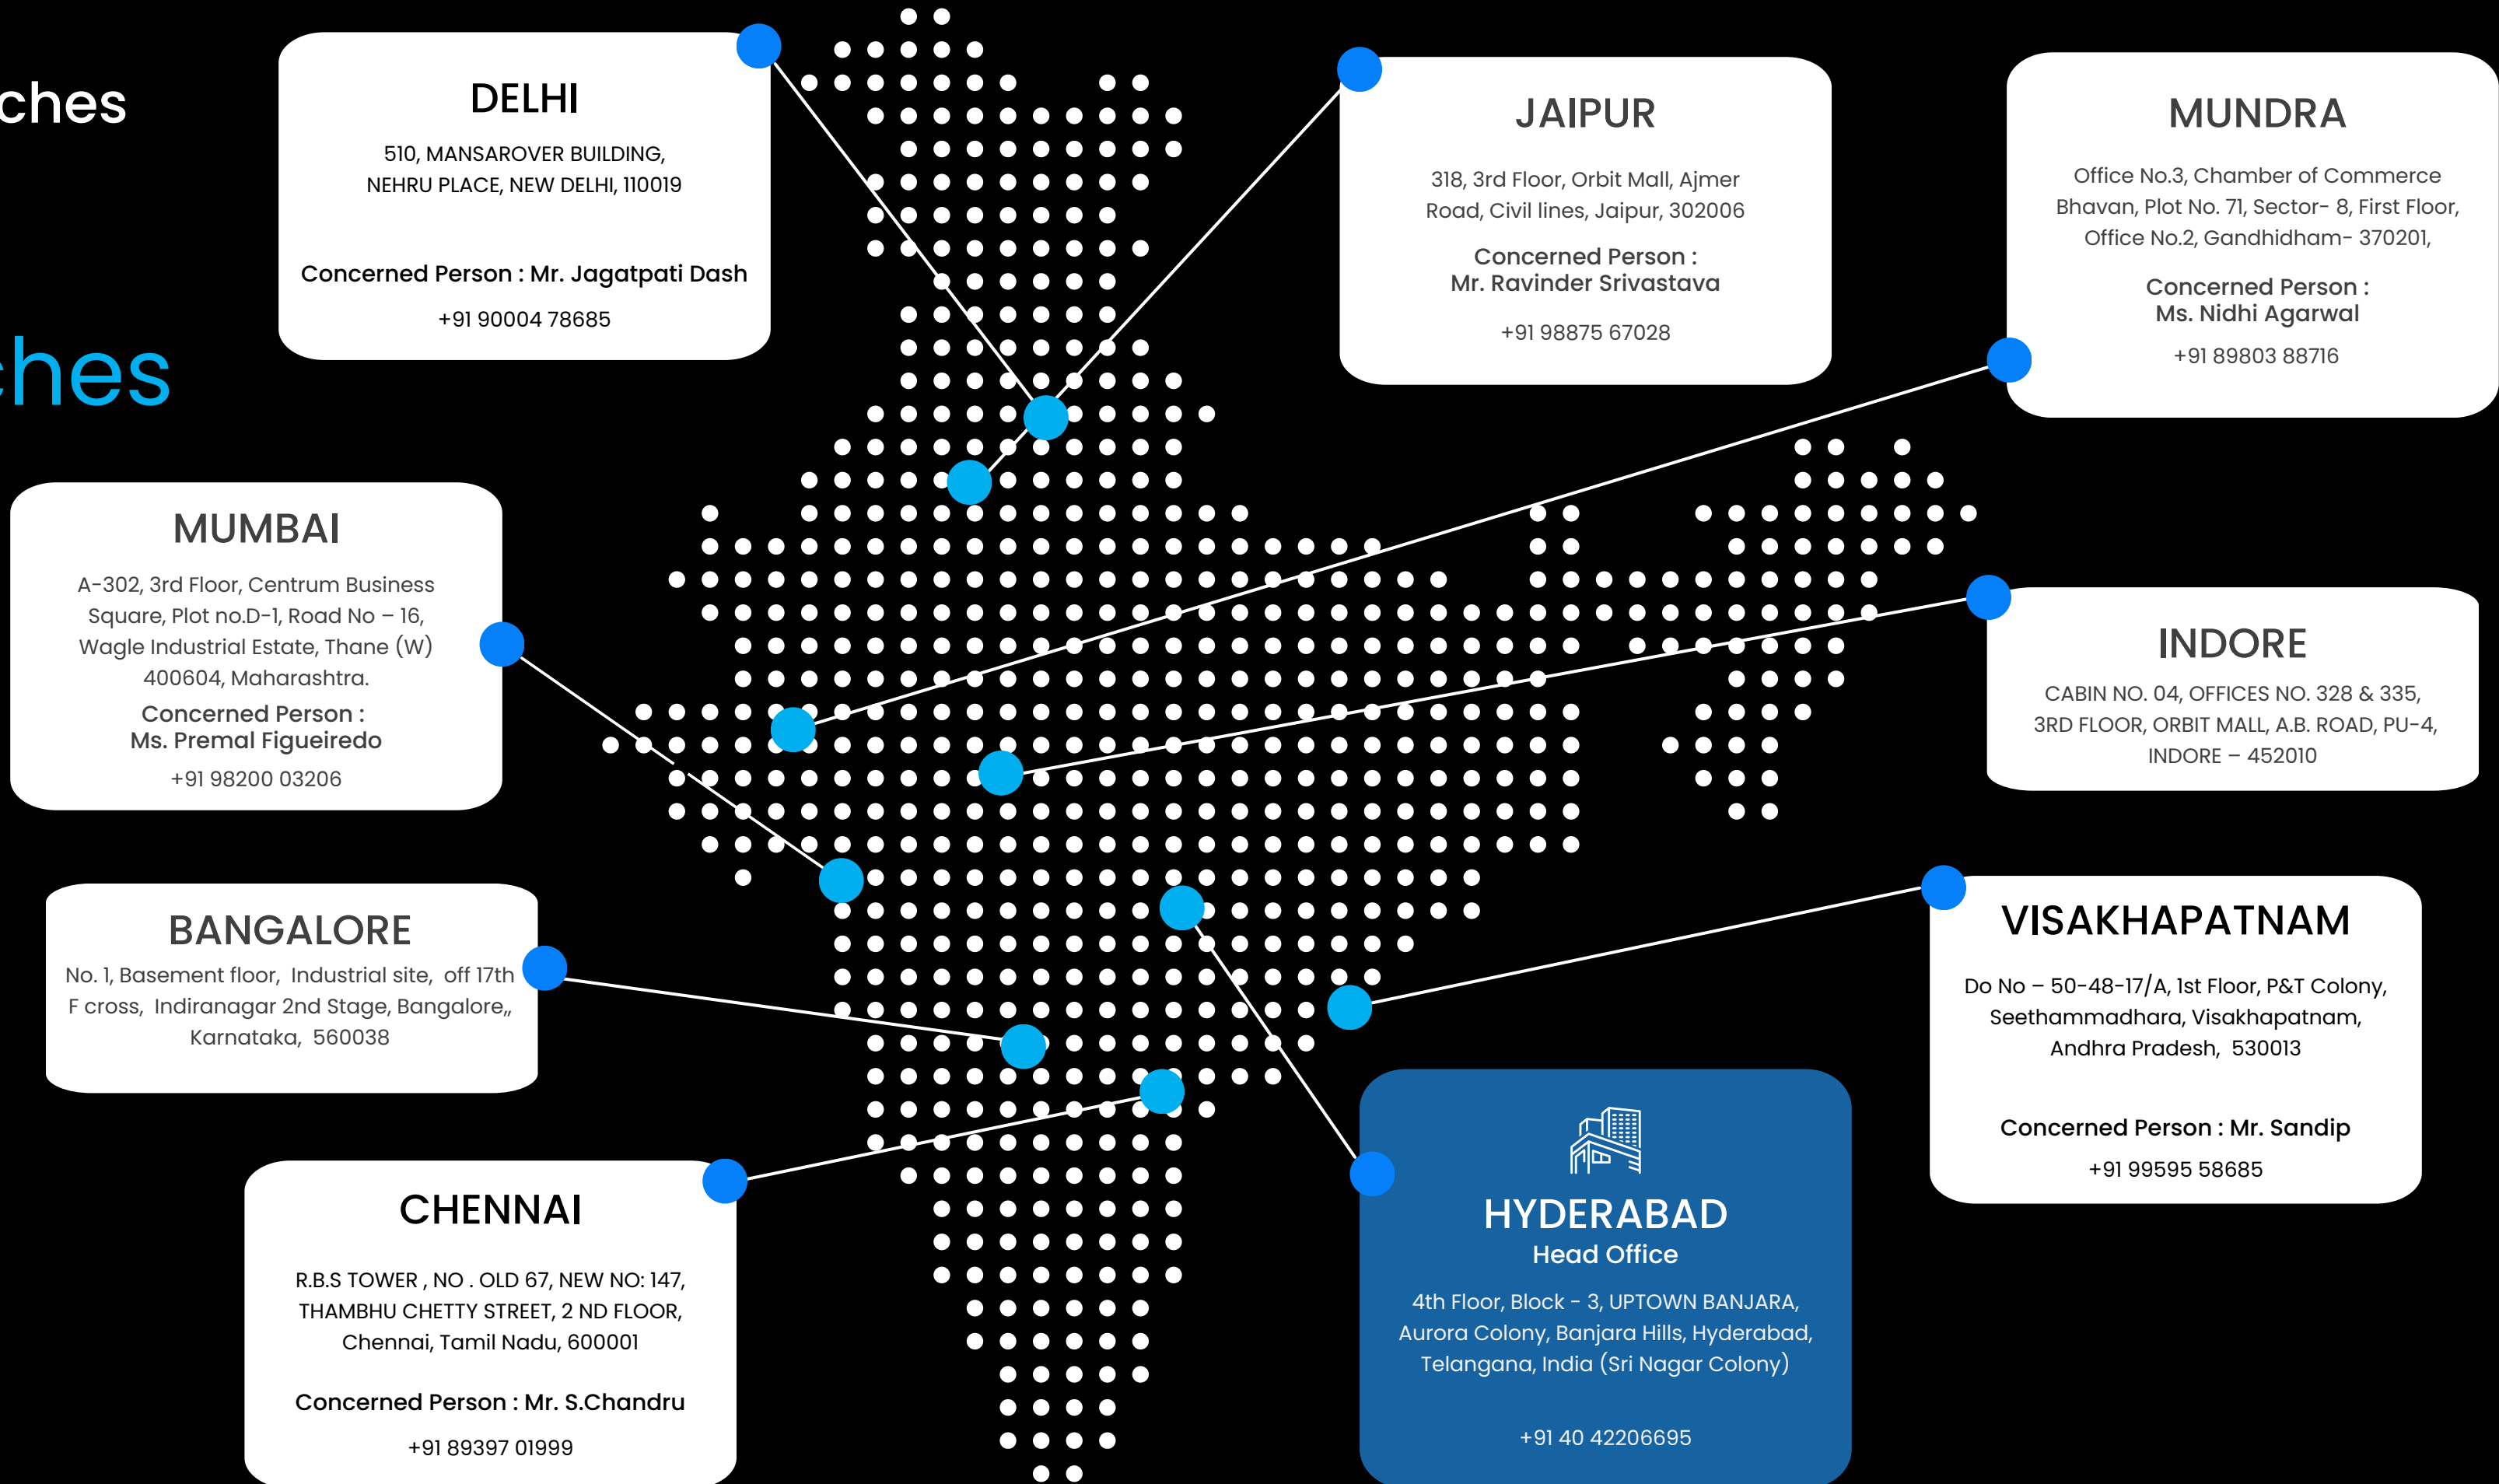 ches
ches
DELHI
510, MANSAROVER BUILDING,
NEHRU PLACE, NEW DELHI, 110019
Concerned Person : Mr. Jagatpati Dash
+91 90004 78685
JAIPUR
318, 3rd Floor, Orbit Mall, Ajmer
Road, Civil lines, Jaipur, 302006
Concerned Person :
Mr. Ravinder Srivastava
+91 98875 67028
MUNDRA
Office No.3, Chamber of Commerce
Bhavan, Plot No. 71, Sector- 8, First Floor,
Office No.2, Gandhidham- 370201,
Concerned Person :
Ms. Nidhi Agarwal
+91 89803 88716
MUMBAI
A-302, 3rd Floor, Centrum Business
Square, Plot no.D-1, Road No – 16,
Wagle Industrial Estate, Thane (W)
400604, Maharashtra.
Concerned Person :
Ms. Premal Figueiredo
+91 98200 03206
INDORE
CABIN NO. 04, OFFICES NO. 328 & 335,
3RD FLOOR, ORBIT MALL, A.B. ROAD, PU-4,
INDORE – 452010
BANGALORE
No. 1, Basement floor, Industrial site, off 17th
F cross, Indiranagar 2nd Stage, Bangalore,,
Karnataka, 560038
VISAKHAPATNAM
Do No – 50-48-17/A, 1st Floor, P&T Colony,
Seethammadhara, Visakhapatnam,
Andhra Pradesh, 530013
Concerned Person : Mr. Sandip
+91 99595 58685
CHENNAI
R.B.S TOWER , NO . OLD 67, NEW NO: 147,
THAMBHU CHETTY STREET, 2 ND FLOOR,
Chennai, Tamil Nadu, 600001
Concerned Person : Mr. S.Chandru
+91 89397 01999
HYDERABAD
Head Office
4th Floor, Block - 3, UPTOWN BANJARA,
Aurora Colony, Banjara Hills, Hyderabad,
Telangana, India (Sri Nagar Colony)
+91 40 42206695